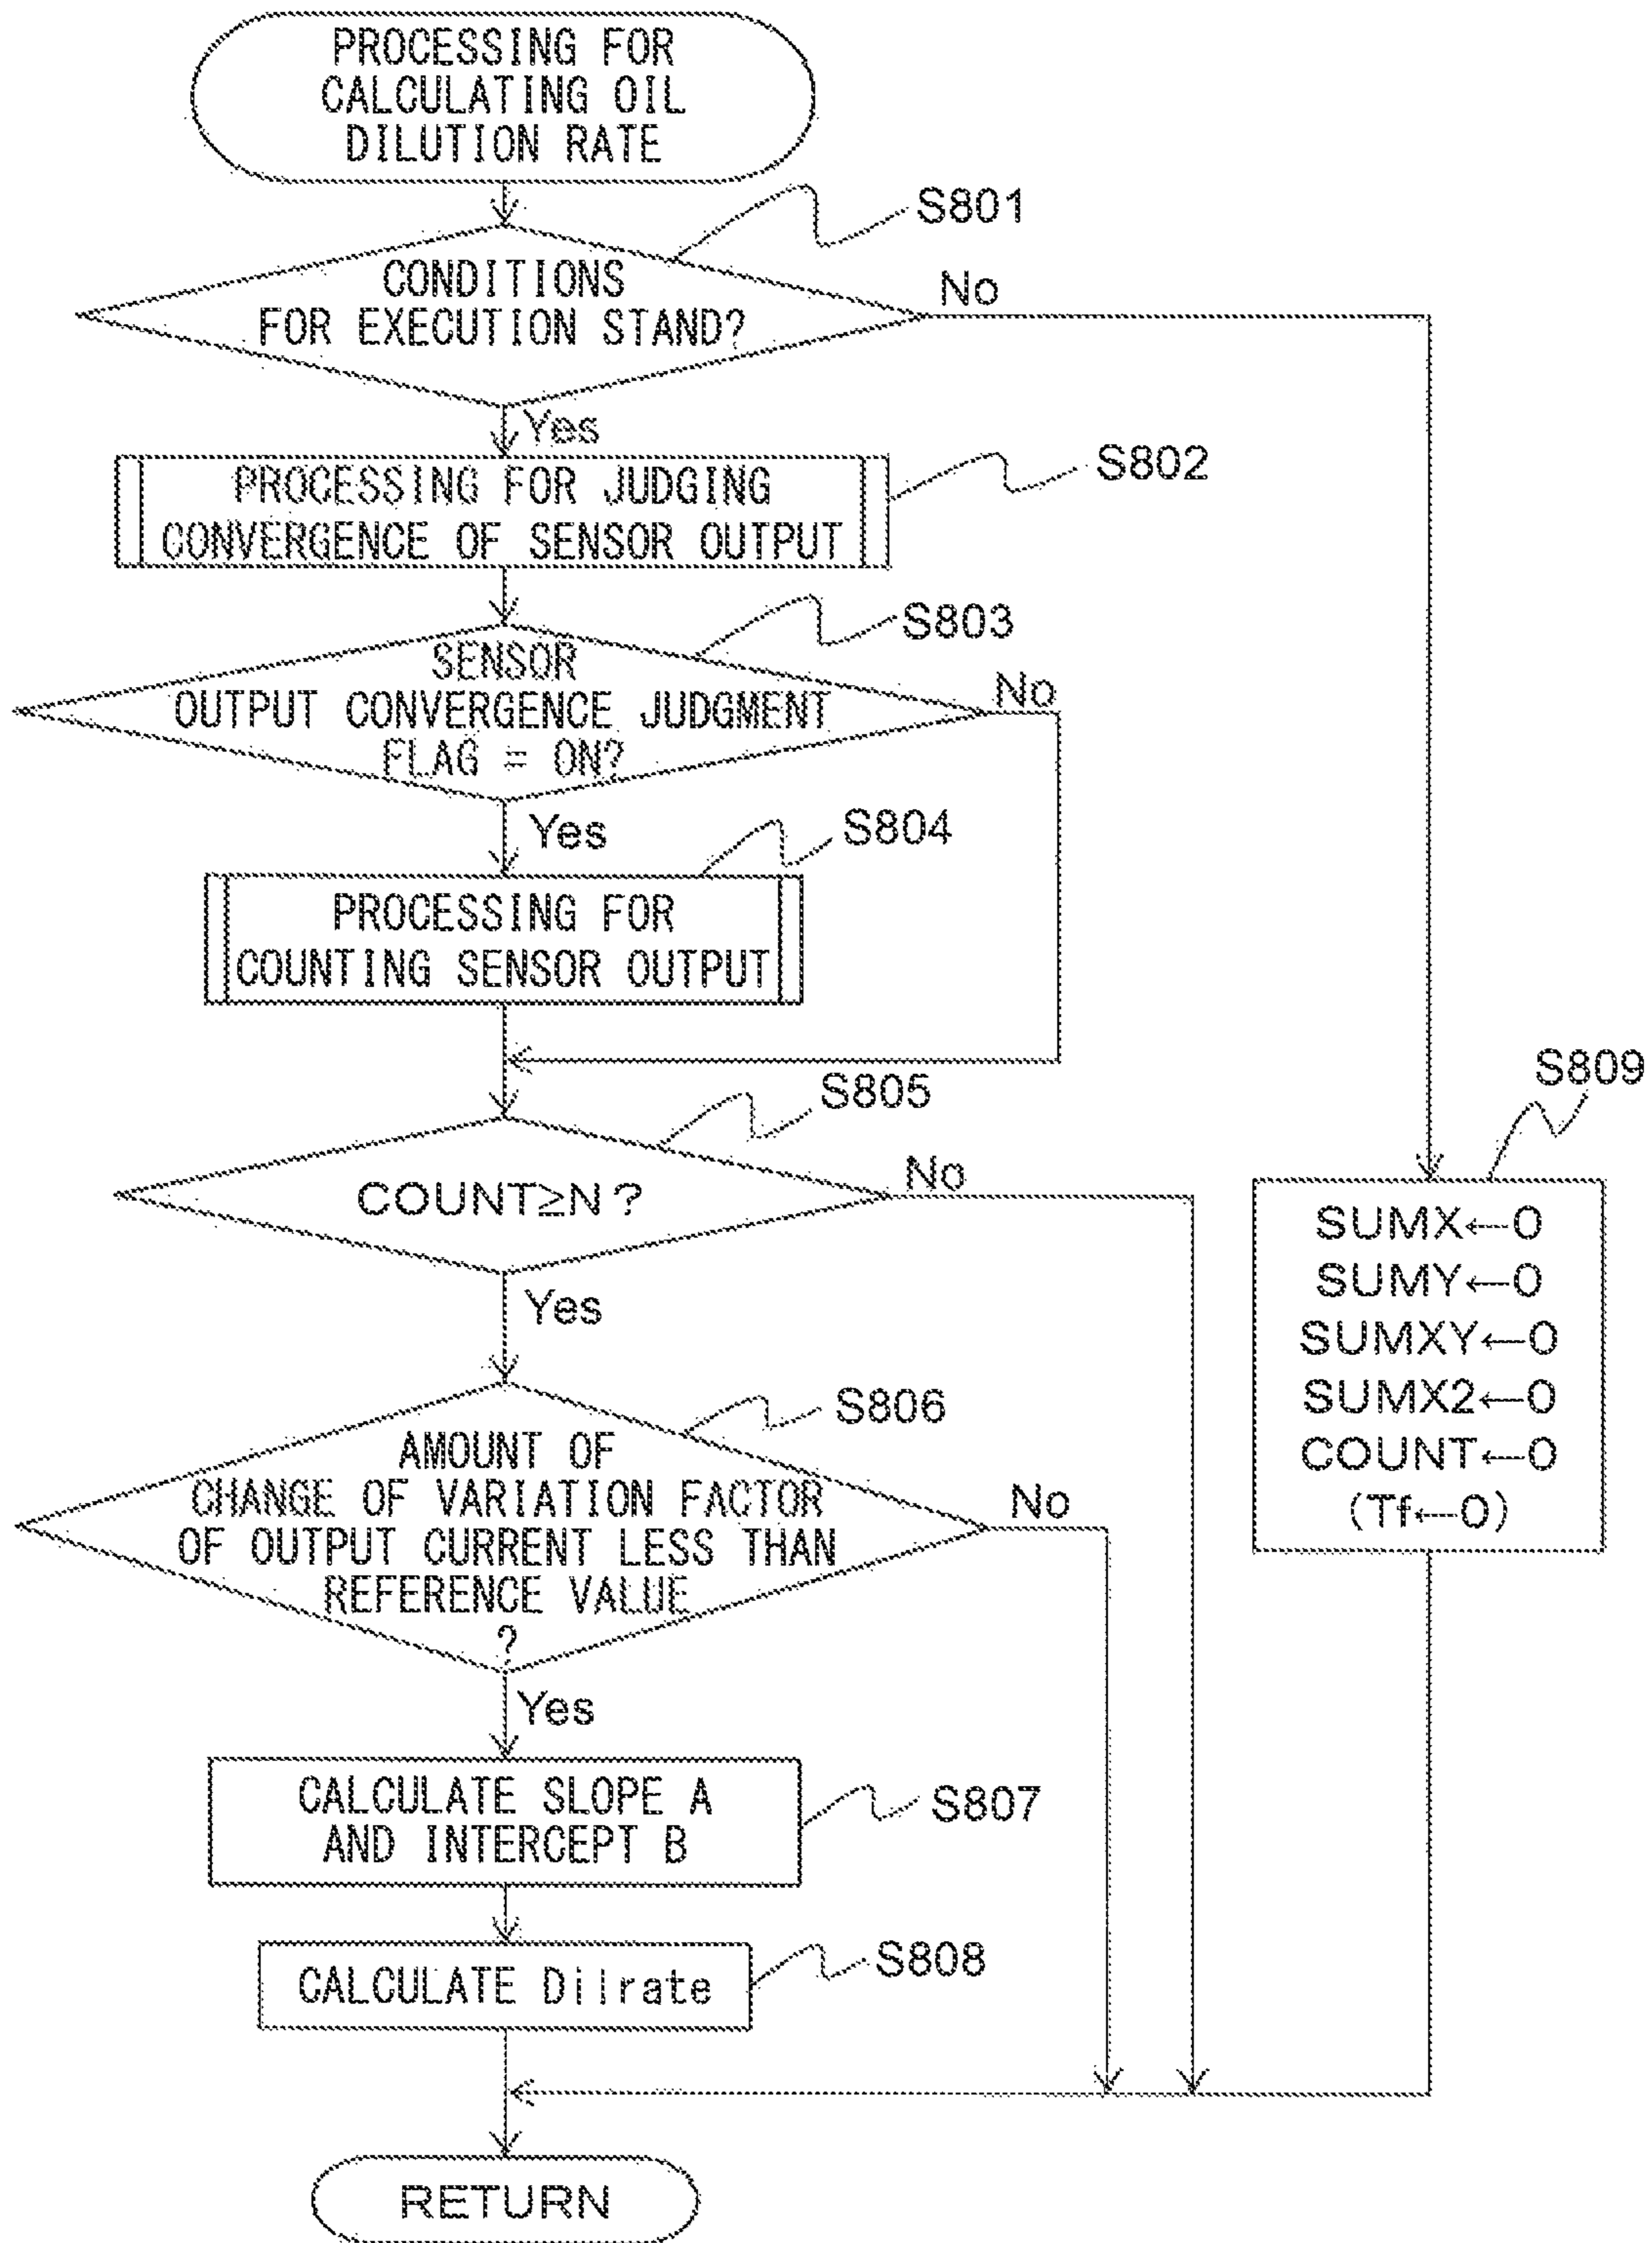 PROCESSING FOR
CALCULATING OIL
DILUTION RATE
S801
CONDITIONS
FOR EXECUTION STAND?
No
Yes
S802
PROCESSING FOR JUDGING
CONVERGENCE OF SENSOR OUTPUT
S803
SENSOR
OUTPUT CONVERGENCE JUDGMENT
FLAG = ON?
No
Yes
S804
PROCESSING FOR
COUNTING SENSOR OUTPUT
S805
COUNT≥N?
No
Yes
S806
AMOUNT OF
CHANGE OF VARIATION FACTOR
OF OUTPUT CURRENT LESS THAN
REFERENCE VALUE
?
No
Yes
S807
CALCULATE SLOPE A
AND INTERCEPT B
S808
CALCULATE Dilrate
S809
SUMX←0
SUMY←0
SUMXY←0
SUMX2←0
COUNT←0
(Tf←0)
RETURN